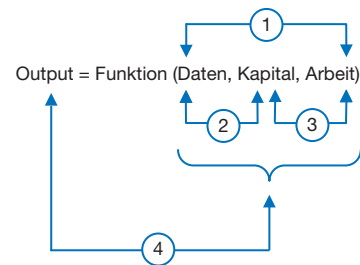 1
Output = Funktion (Daten, Kapital, Arbeit)
2 3
4